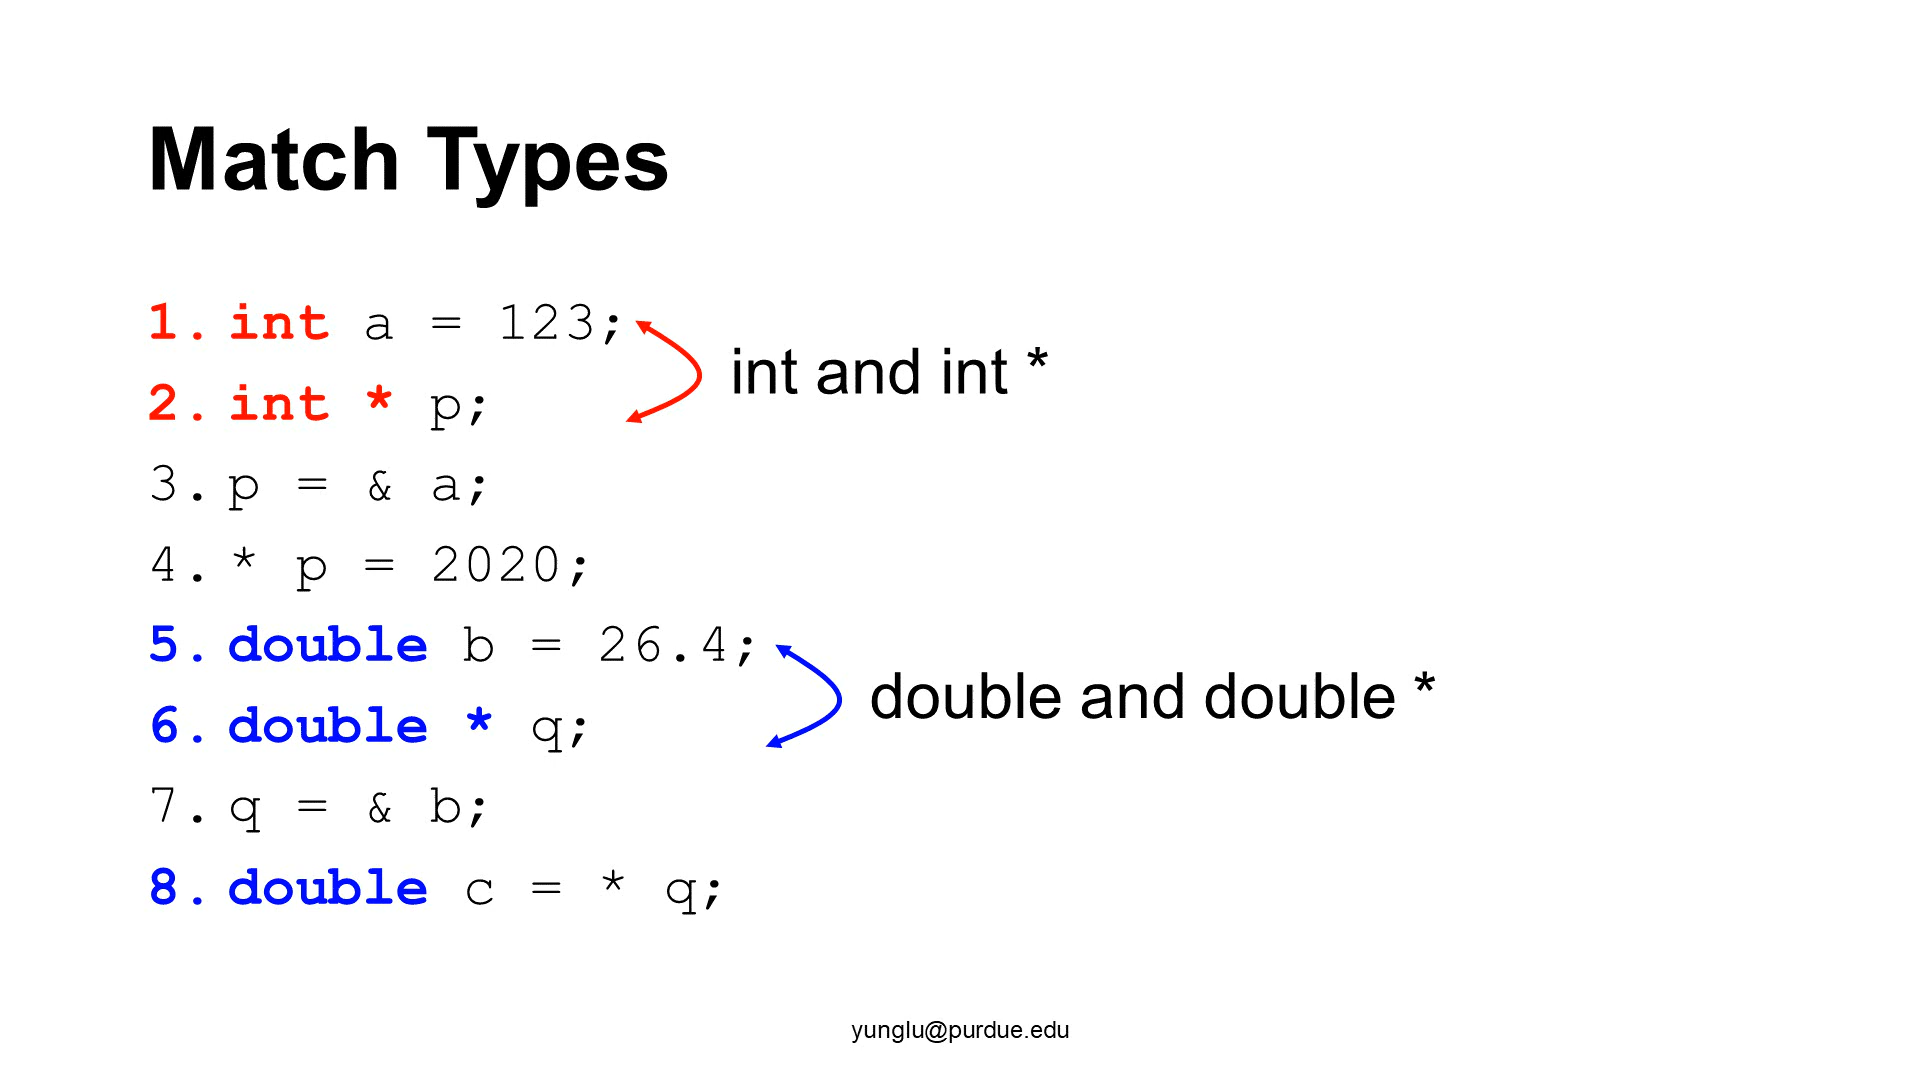 Match Types
1. int a = 123;
int and int *
2. int * p;
3. p = & a;
4. * p = 2020;
5. double b = 26.4;
double and double *
6. double * q;
7. q = & b;
8. double c = * q;
yunglu@purdue.edu